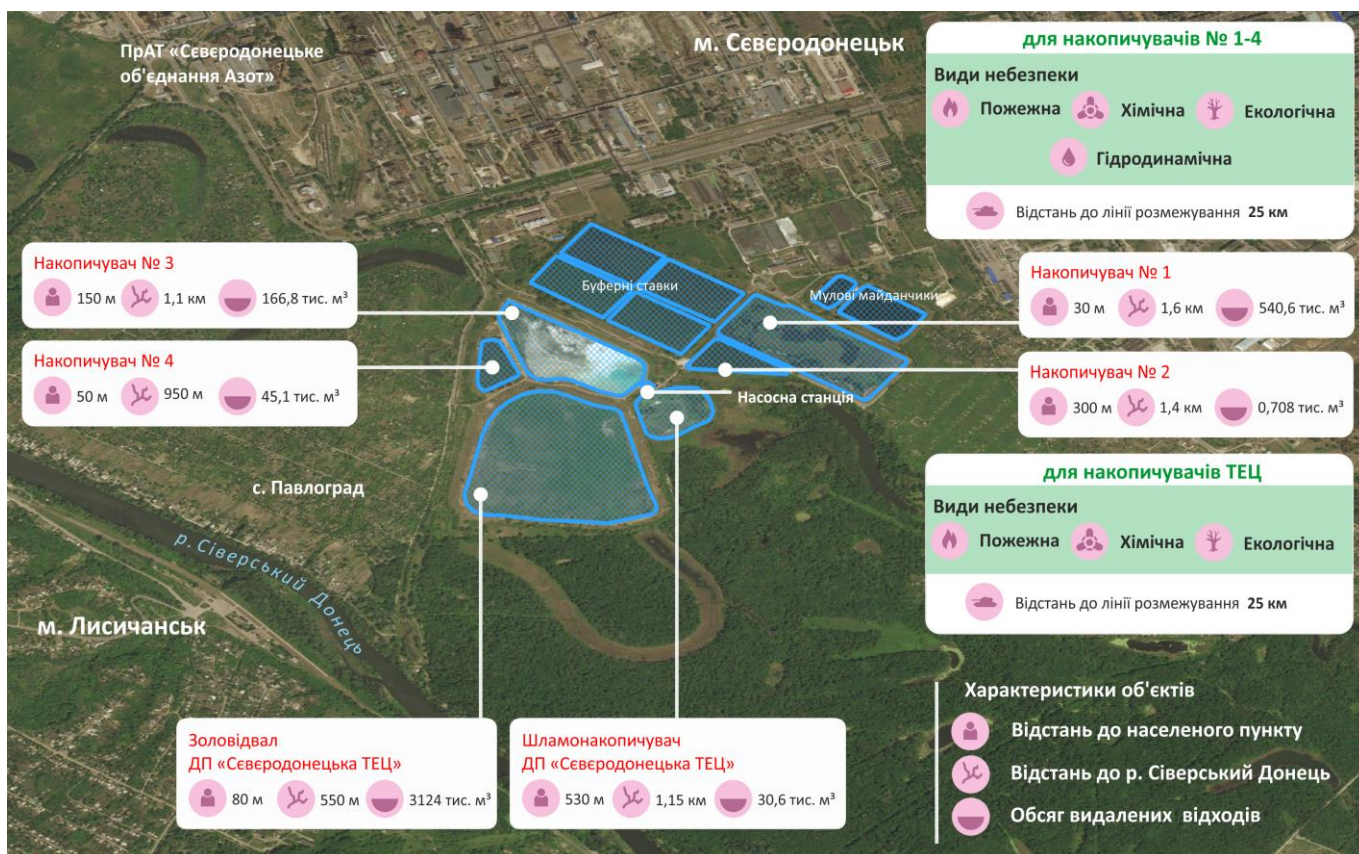 ПрАТ «Сєвєродонецьке
об'єднання Азот»
м. Сєвєродонецьк
для накопичувачів № 1-4
Види небезпеки
Пожежна Хімічна Екологічна
Гідродинамічна
Відстань до лінії розмежування 25 км
Накопичувач № 3
150 м 1,1 км 166,8 тис. м³
Накопичувач № 4
50 м 950 м 45,1 тис. м³
Буферні ставки
Мулові майданчики
Насосна станція
Накопичувач № 1
30 м 1,6 км 540,6 тис. м³
Накопичувач № 2
300 м 1,4 км 0,708 тис. м³
с. Павлоград
р. Сіверський Донець
м. Лисичанськ
для накопичувачів ТЕЦ
Види небезпеки
Пожежна Хімічна Екологічна
Відстань до лінії розмежування 25 км
Золовідвал
ДП «Сєвєродонецька ТЕЦ»
80 м 550 м 3124 тис. м³
Шламонакопичувач
ДП «Сєвєродонецька ТЕЦ»
530 м 1,15 км 30,6 тис. м³
Характеристики об'єктів
Відстань до населеного пункту
Відстань до р. Сіверський Донець
Обсяг видалених відходів